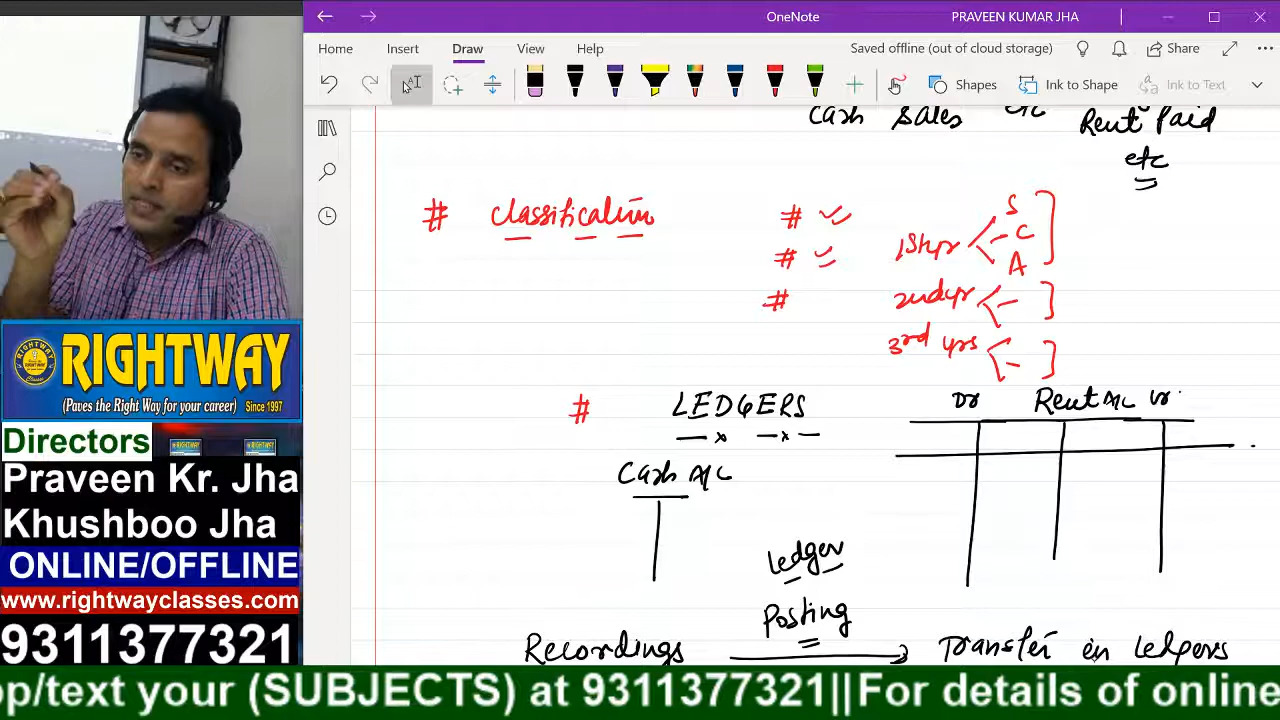 OneNote
PRAVEEN KUMAR JHA
Home Insert Draw View Help
Saved offline (out of cloud storage)
Share
Shapes
Ink to Shape
Ink to Text
Cash Sales etc
Rent Paid
etc
# Classification
# 
# 
# 
1st yr S
C
A
2nd yr
3rd yrs
# LEDGERS
Dr Rent A/c Cr
Cash A/C
Ledger
Posting
Recordings
Transfer in Ledgers
RIGHTWAY
(Paves the Right Way for your career) Since 1997
Directors
Praveen Kr. Jha
Khushboo Jha
ONLINE/OFFLINE
www.rightwayclasses.com
9311377321
pp/text your (SUBJECTS) at 9311377321||For details of online